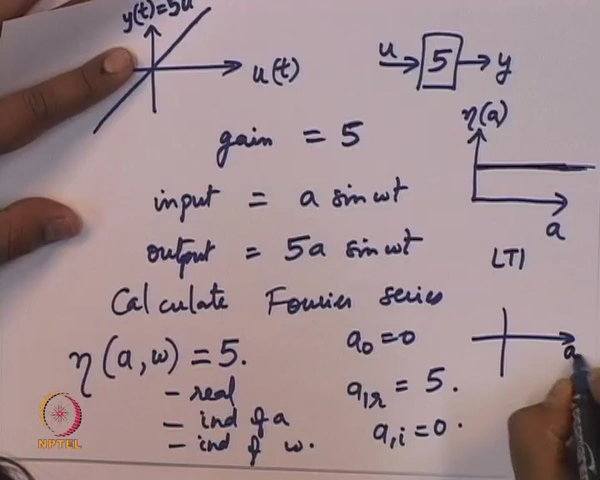 y(t)=5u
u(t)
u 5 y
η(a)
gain = 5
input = a sin ωt
a
output = 5a sin ωt
LTI
Calculate Fourier series
η(a, ω) = 5.
a₀=0
a
- real
a₁ᵣ = 5.
- ind of a
a₁i = 0.
- ind of ω.
NPTEL